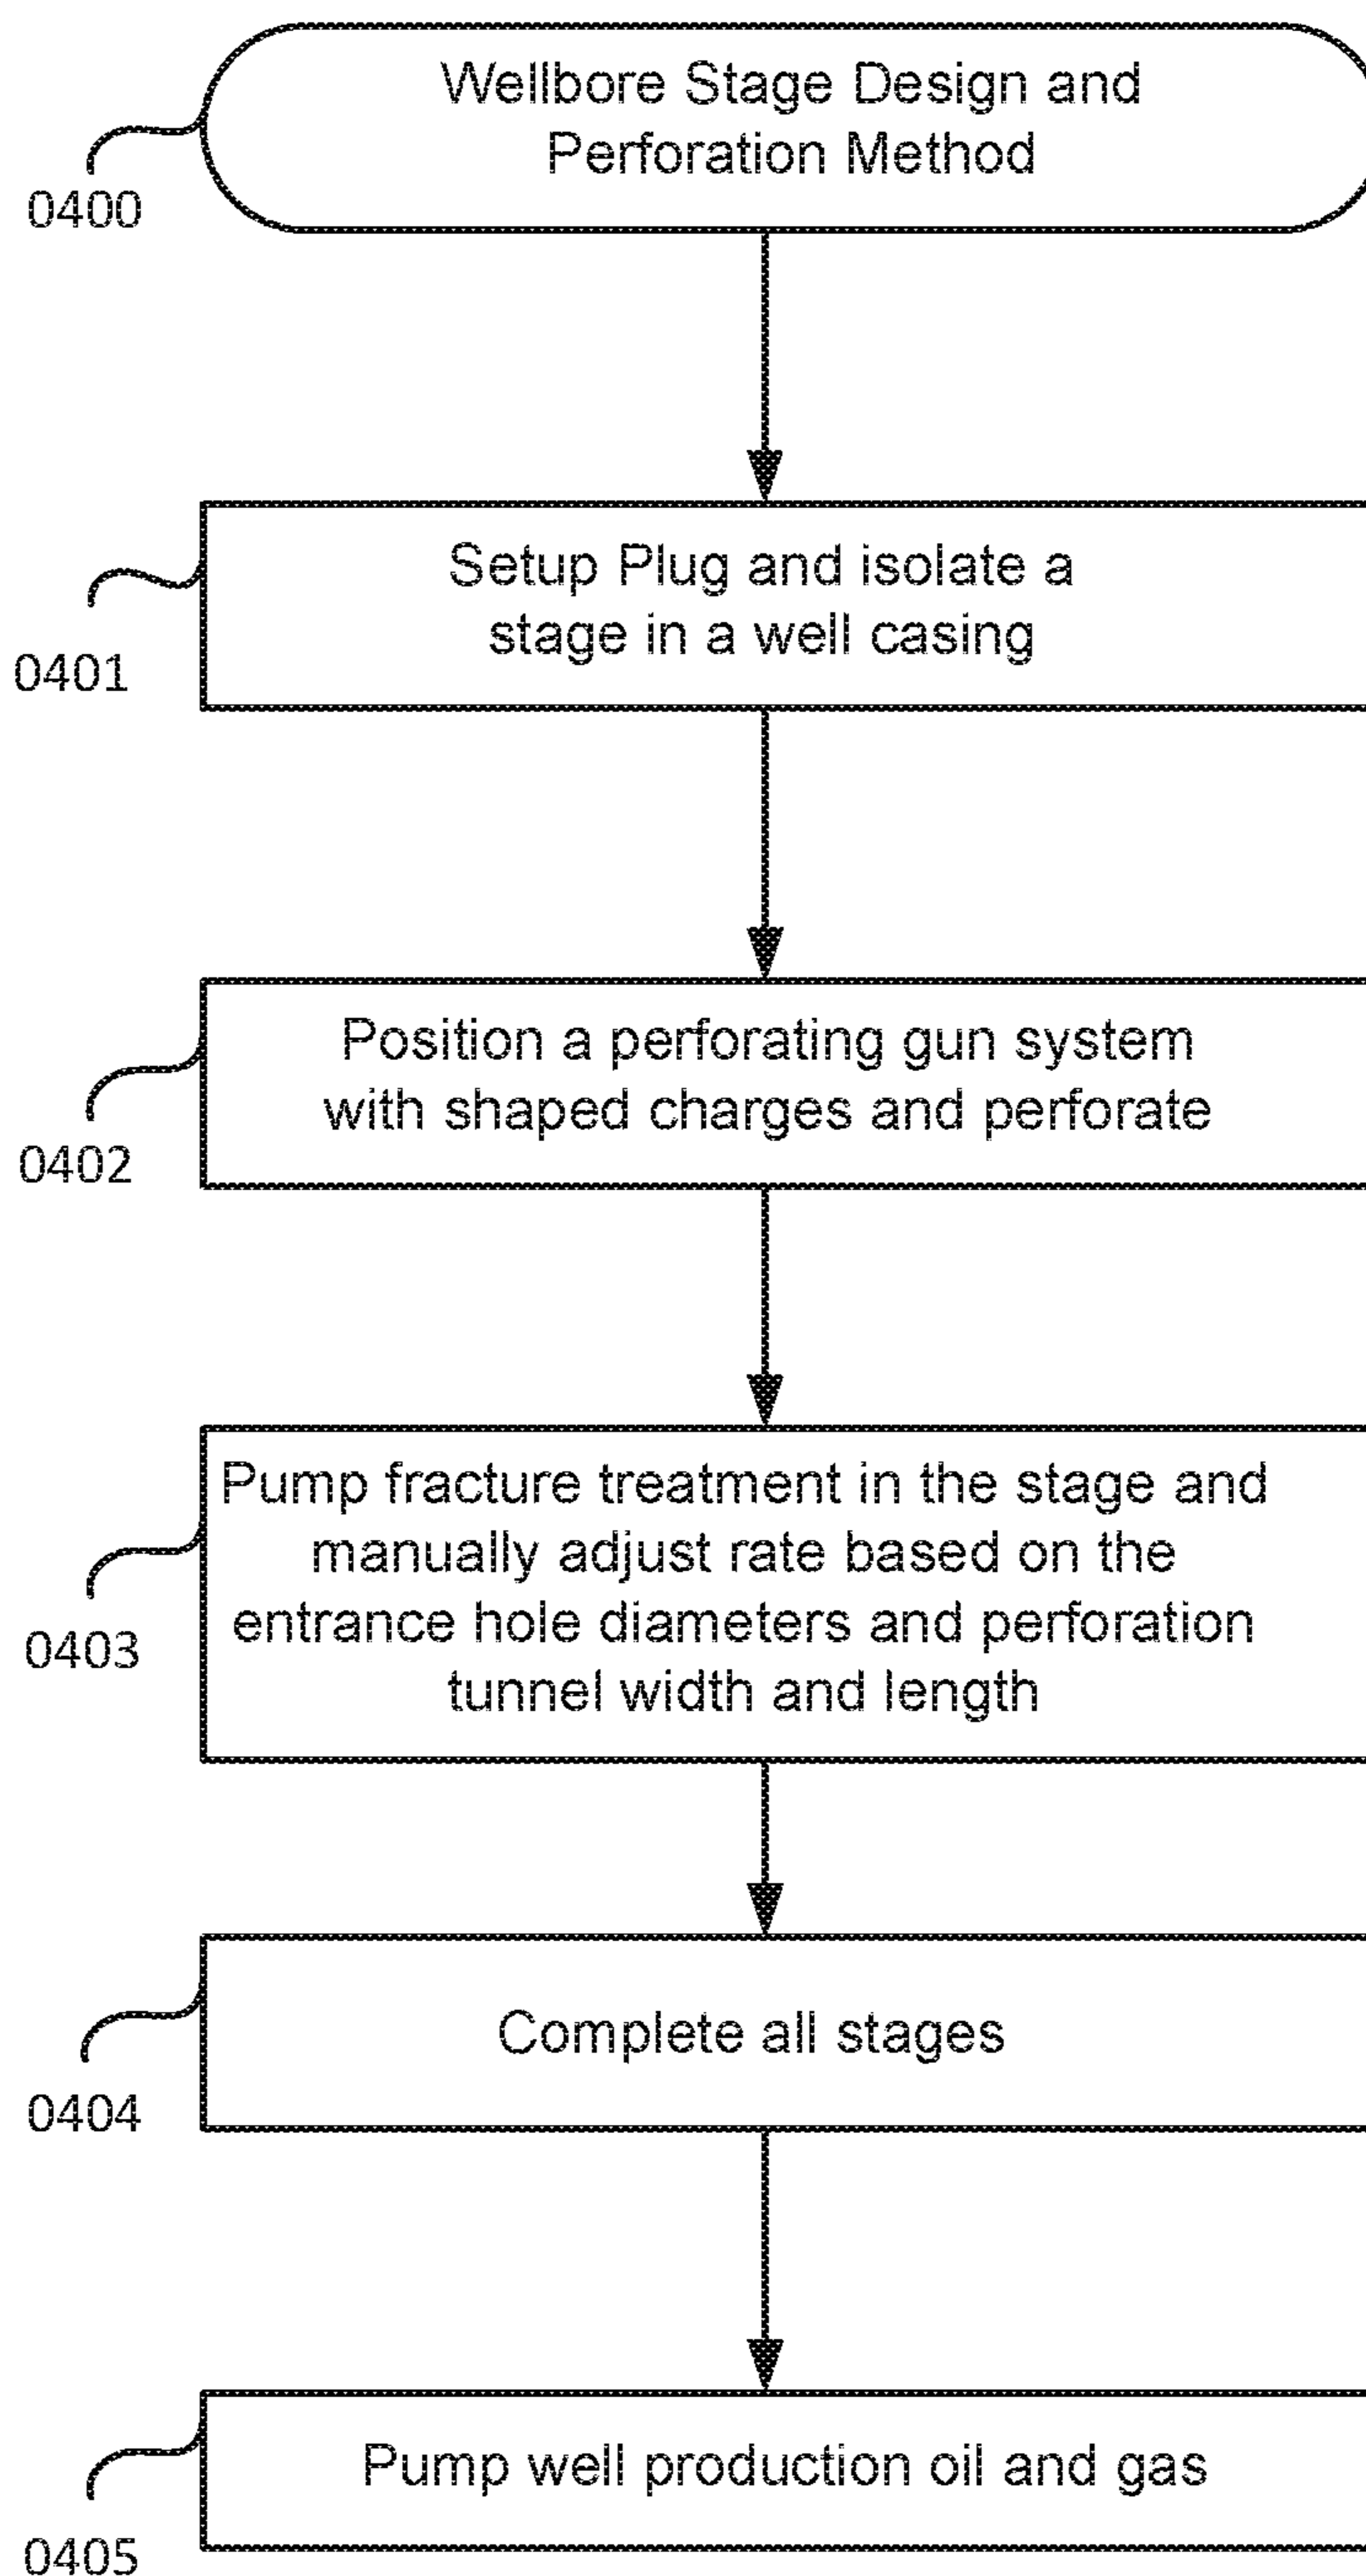 Wellbore Stage Design and
Perforation Method
0400
Setup Plug and isolate a
stage in a well casing
0401
Position a perforating gun system
with shaped charges and perforate
0402
Pump fracture treatment in the stage and
manually adjust rate based on the
entrance hole diameters and perforation
tunnel width and length
0403
Complete all stages
0404
Pump well production oil and gas
0405